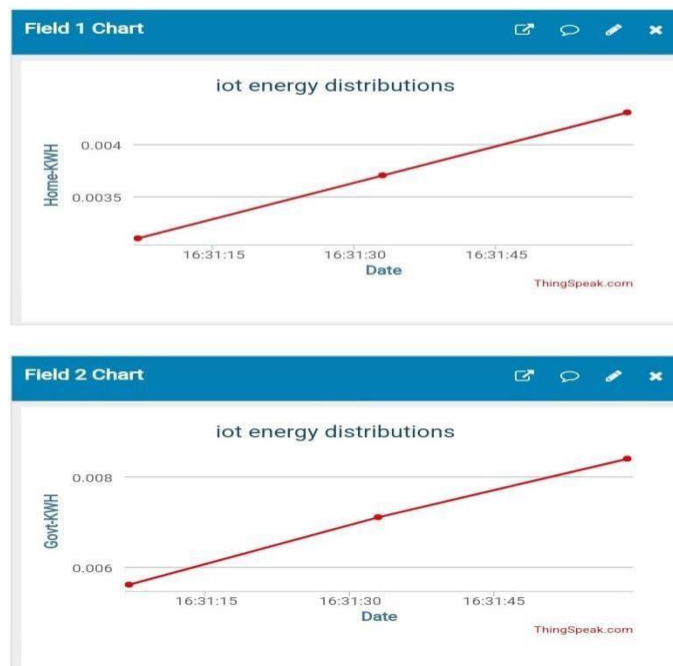 Field 1 Chart
iot energy distributions
Home-KWH
0.004
0.0035
16:31:15 16:31:30 16:31:45
Date
ThingSpeak.com
Field 2 Chart
iot energy distributions
Govt-KWH
0.008
0.006
16:31:15 16:31:30 16:31:45
Date
ThingSpeak.com